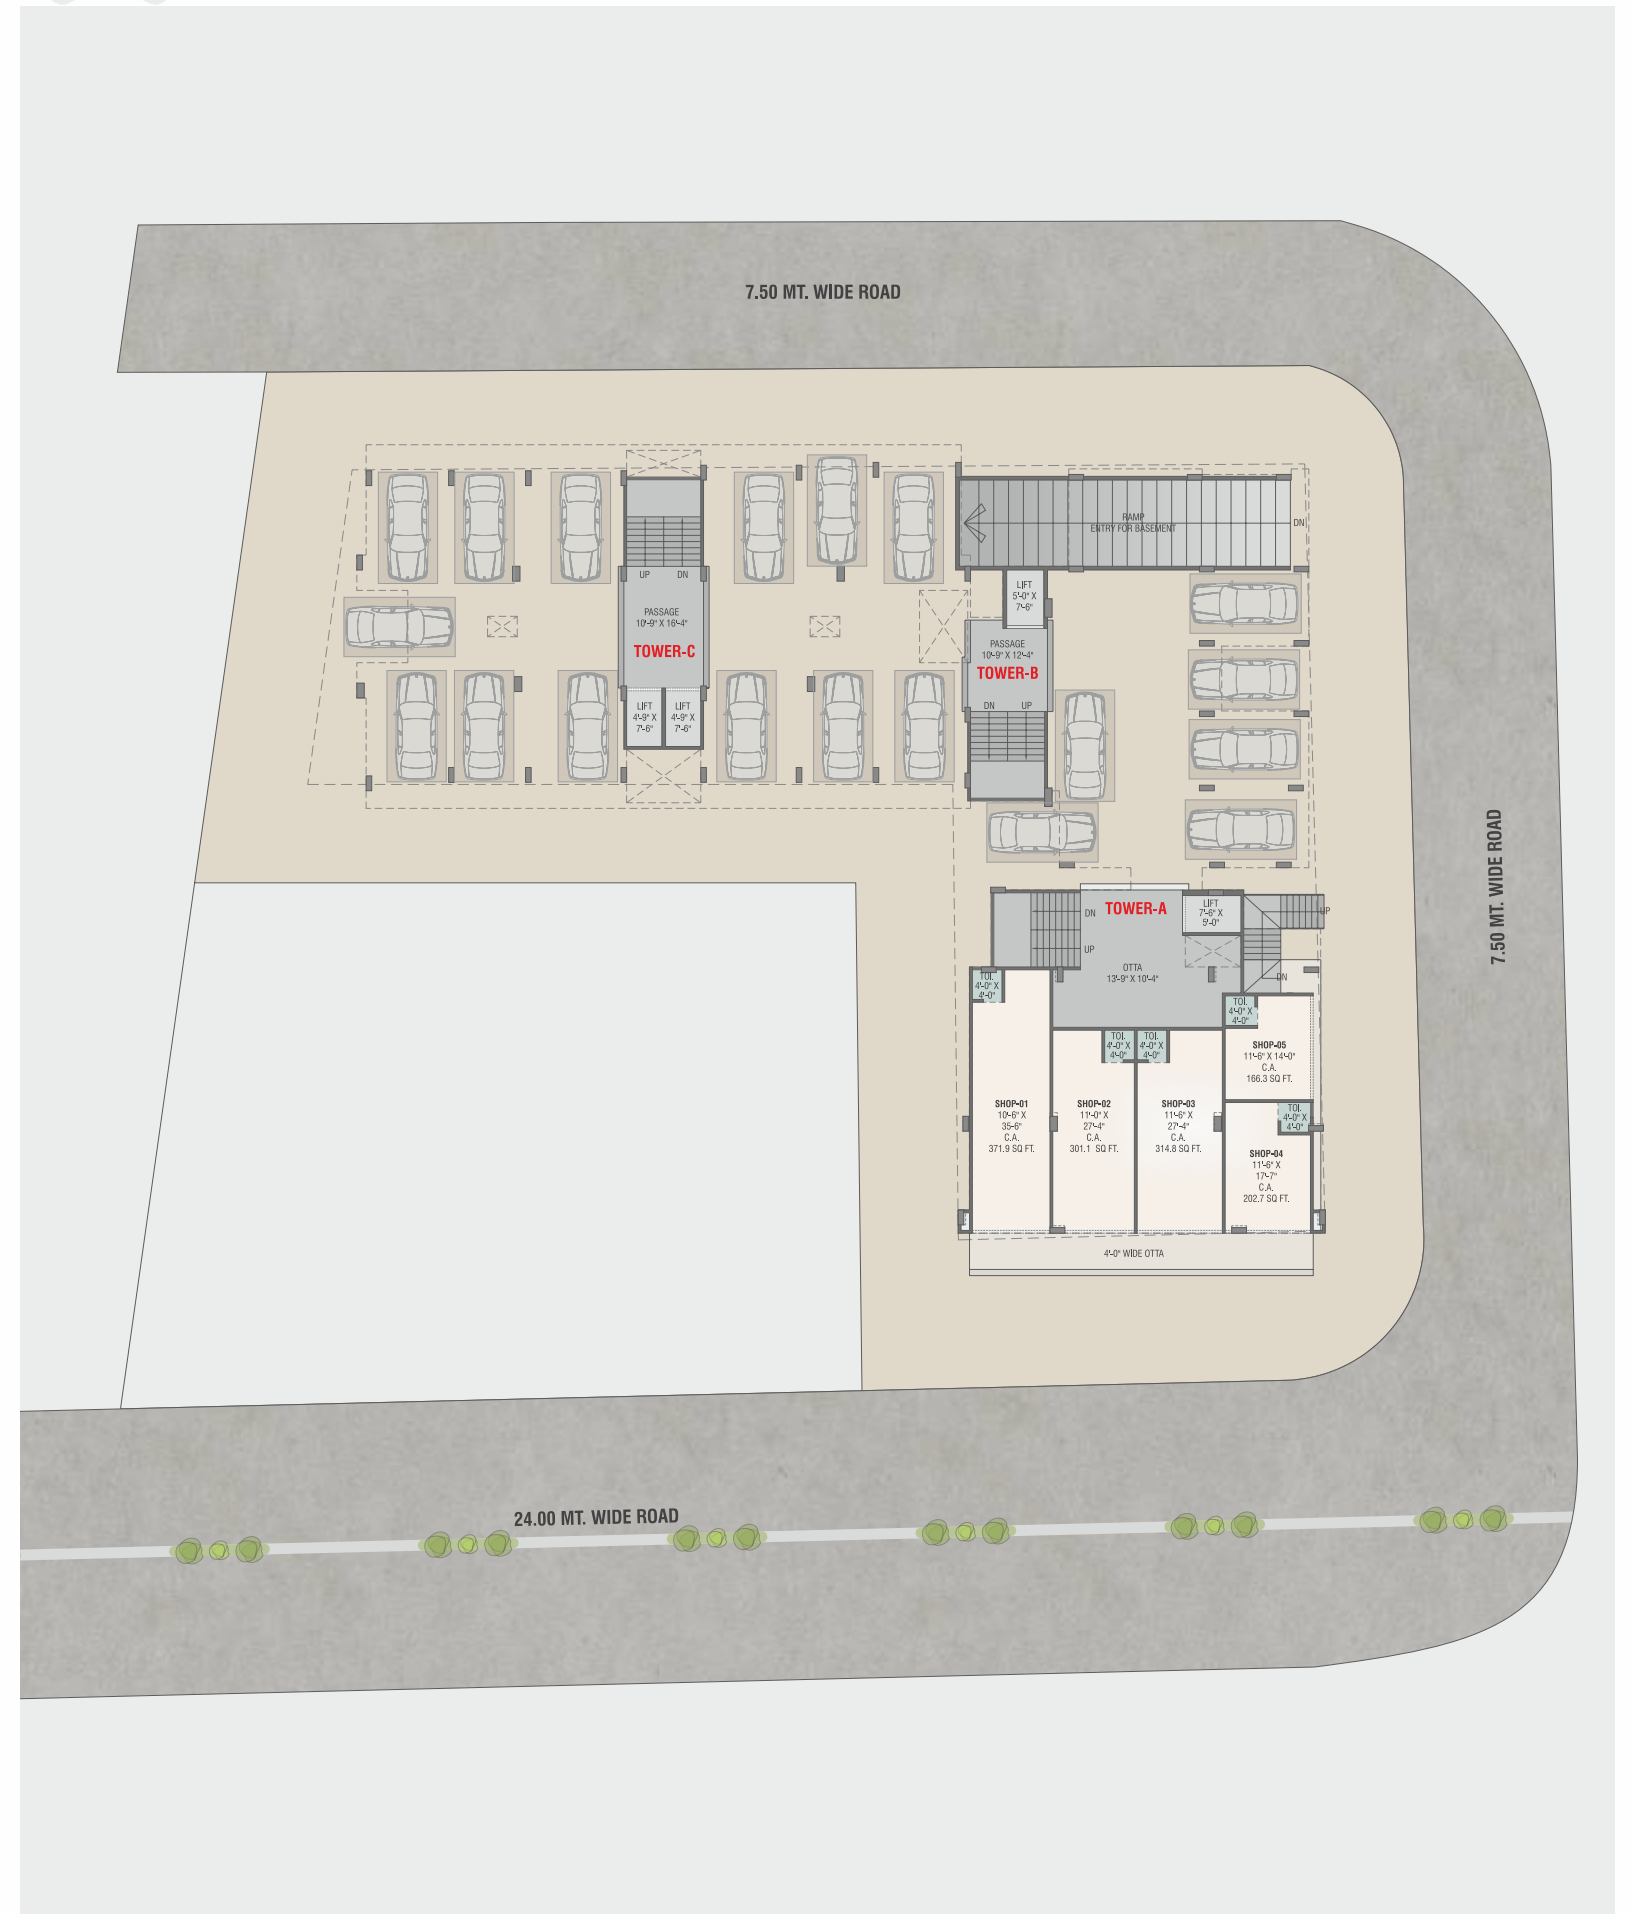 7.50 MT. WIDE ROAD
RAMP
ENTRY FOR BASEMENT
DN
UP
DN
PASSAGE
10'-9" X 16'-4"
TOWER-C
LIFT
4'-9" X
7'-6"
LIFT
4'-9" X
7'-6"
LIFT
5'-0" X
7'-6"
PASSAGE
10'-9" X 12'-4"
TOWER-B
DN
UP
7.50 MT. WIDE ROAD
DN
TOWER-A
LIFT
7'-6" X
5'-0"
UP
UP
OTTA
13'-9" X 10'-4"
DN
TOI.
4'-0" X
4'-0"
TOI.
4'-0" X
4'-0"
TOI.
4'-0" X
4'-0"
TOI.
4'-0" X
4'-0"
SHOP-05
11'-6" X 14'-0"
C.A.
166.3 SQ FT.
SHOP-01
10'-6" X
35-6"
C.A.
371.9 SQ FT.
SHOP-02
11'-0" X
27'-4"
C.A.
301.1 SQ FT.
SHOP-03
11'-6" X
27'-4"
C.A.
314.8 SQ FT.
TOI.
4'-0" X
4'-0"
SHOP-04
11'-6" X
17'-7"
C.A.
202.7 SQ FT.
4'-0" WIDE OTTA
24.00 MT. WIDE ROAD